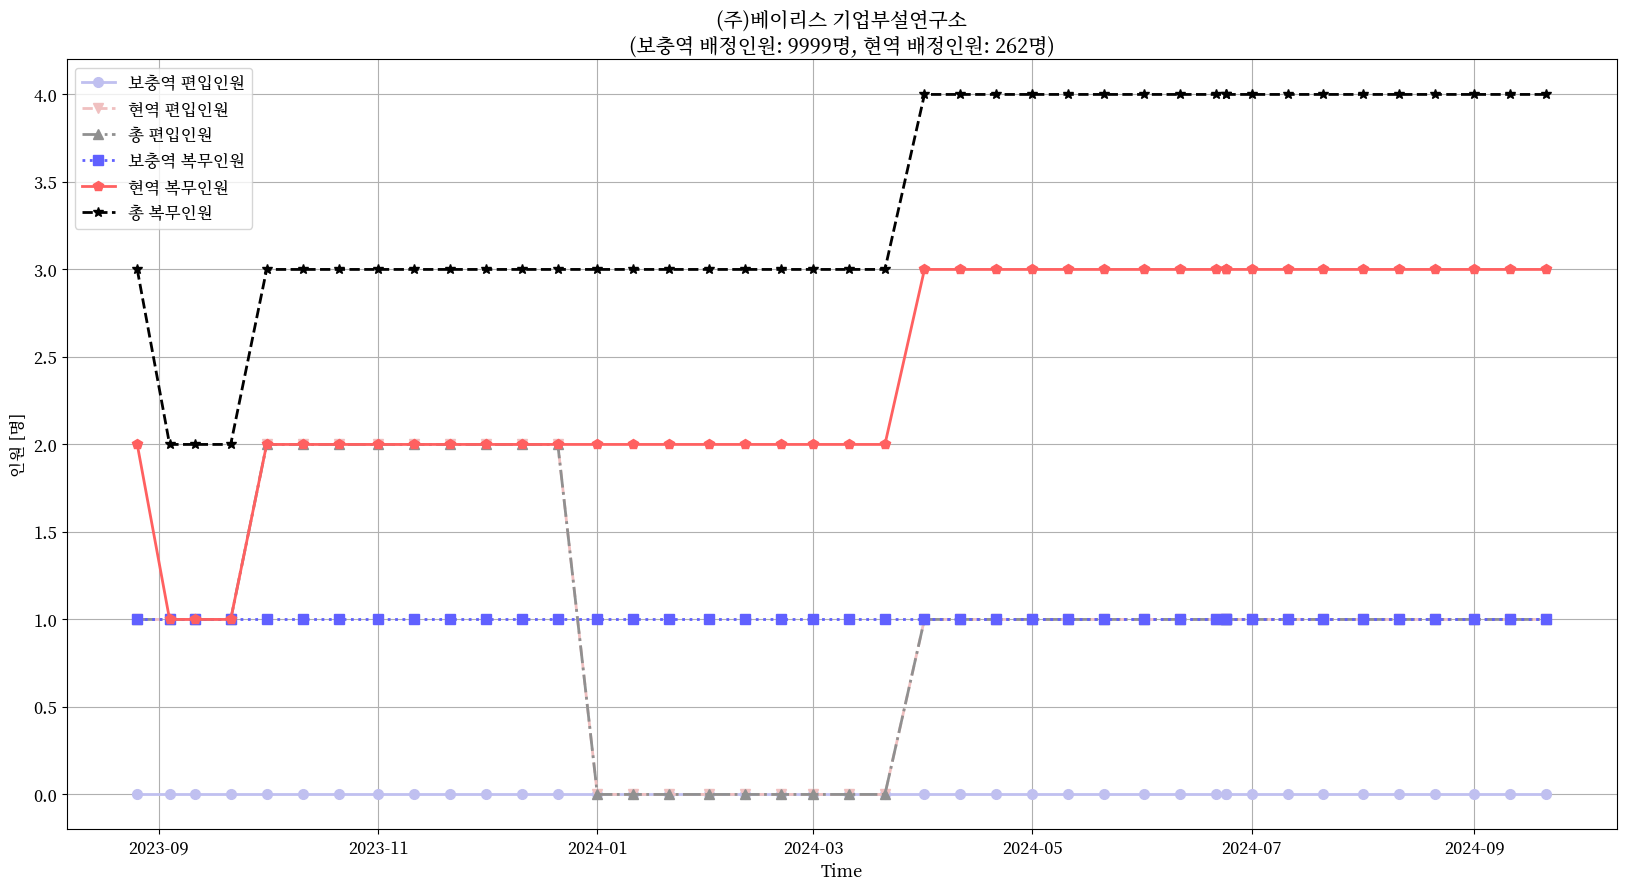 (주)베이리스 기업부설연구소
(보충역 배정인원: 9999명, 현역 배정인원: 262명)
보충역 편입인원
현역 편입인원
총 편입인원
보충역 복무인원
현역 복무인원
총 복무인원
4.0
3.5
3.0
2.5
2.0
1.5
1.0
0.5
0.0
인원 [명]
2023-09 2023-11 2024-01 2024-03 2024-05 2024-07 2024-09
Time